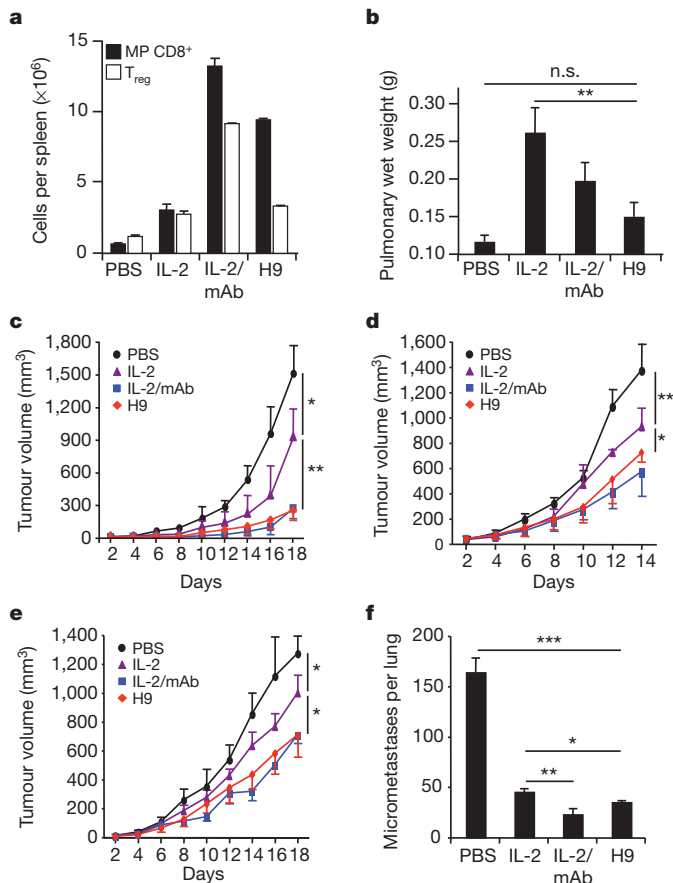 a
MP CD8+
Treg
Cells per spleen (×10⁶)
15
10
5
0
PBS
IL-2
IL-2/
mAb
H9
b
n.s.
**
Pulmonary wet weight (g)
0.30
0.25
0.20
0.15
0.10
PBS
IL-2
IL-2/
mAb
H9
c
Tumour volume (mm³)
1,800
1,500
1,200
900
600
300
0
PBS
IL-2
IL-2/mAb
H9
*
**
2 4 6 8 10 12 14 16 18
Days
d
Tumour volume (mm³)
1,600
1,400
1,200
1,000
800
600
400
200
0
PBS
IL-2
IL-2/mAb
H9
**
*
2 4 6 8 10 12 14
Days
e
Tumour volume (mm³)
1,400
1,200
1,000
800
600
400
200
0
PBS
IL-2
IL-2/mAb
H9
*
*
2 4 6 8 10 12 14 16 18
Days
f
Micrometastases per lung
200
150
100
50
0
***
*
**
PBS
IL-2
IL-2/
mAb
H9